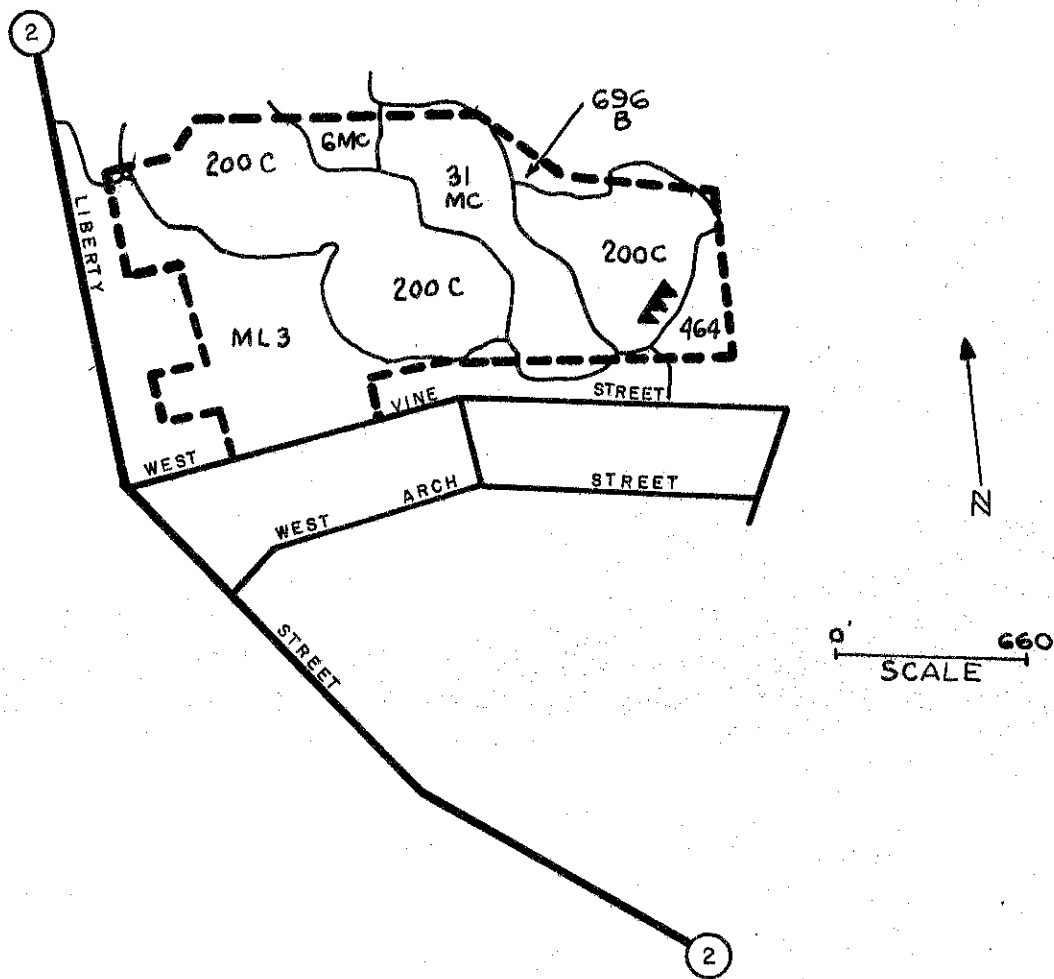 2
696
B
6MC
200 C
31
MC
LIBERTY
200C
200 C
464
ML3
VINE
STREET
WEST
ARCH
STREET
WEST
N
0' 660
SCALE
STREET
2